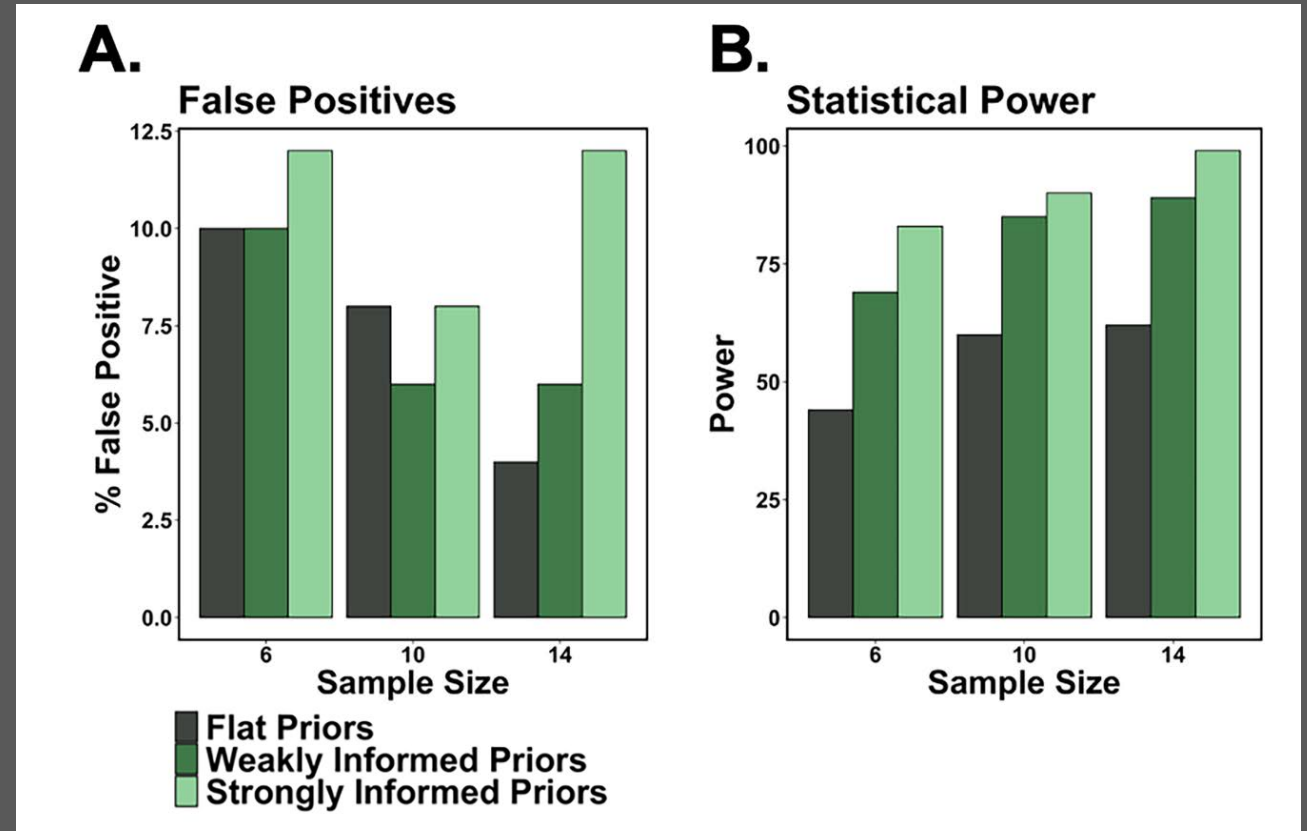 A.
False Positives
12.5
10.0
7.5
5.0
2.5
0.0
% False Positive
6 10 14
Sample Size
B.
Statistical Power
100
75
50
25
0
Power
6 10 14
Sample Size
Flat Priors
Weakly Informed Priors
Strongly Informed Priors